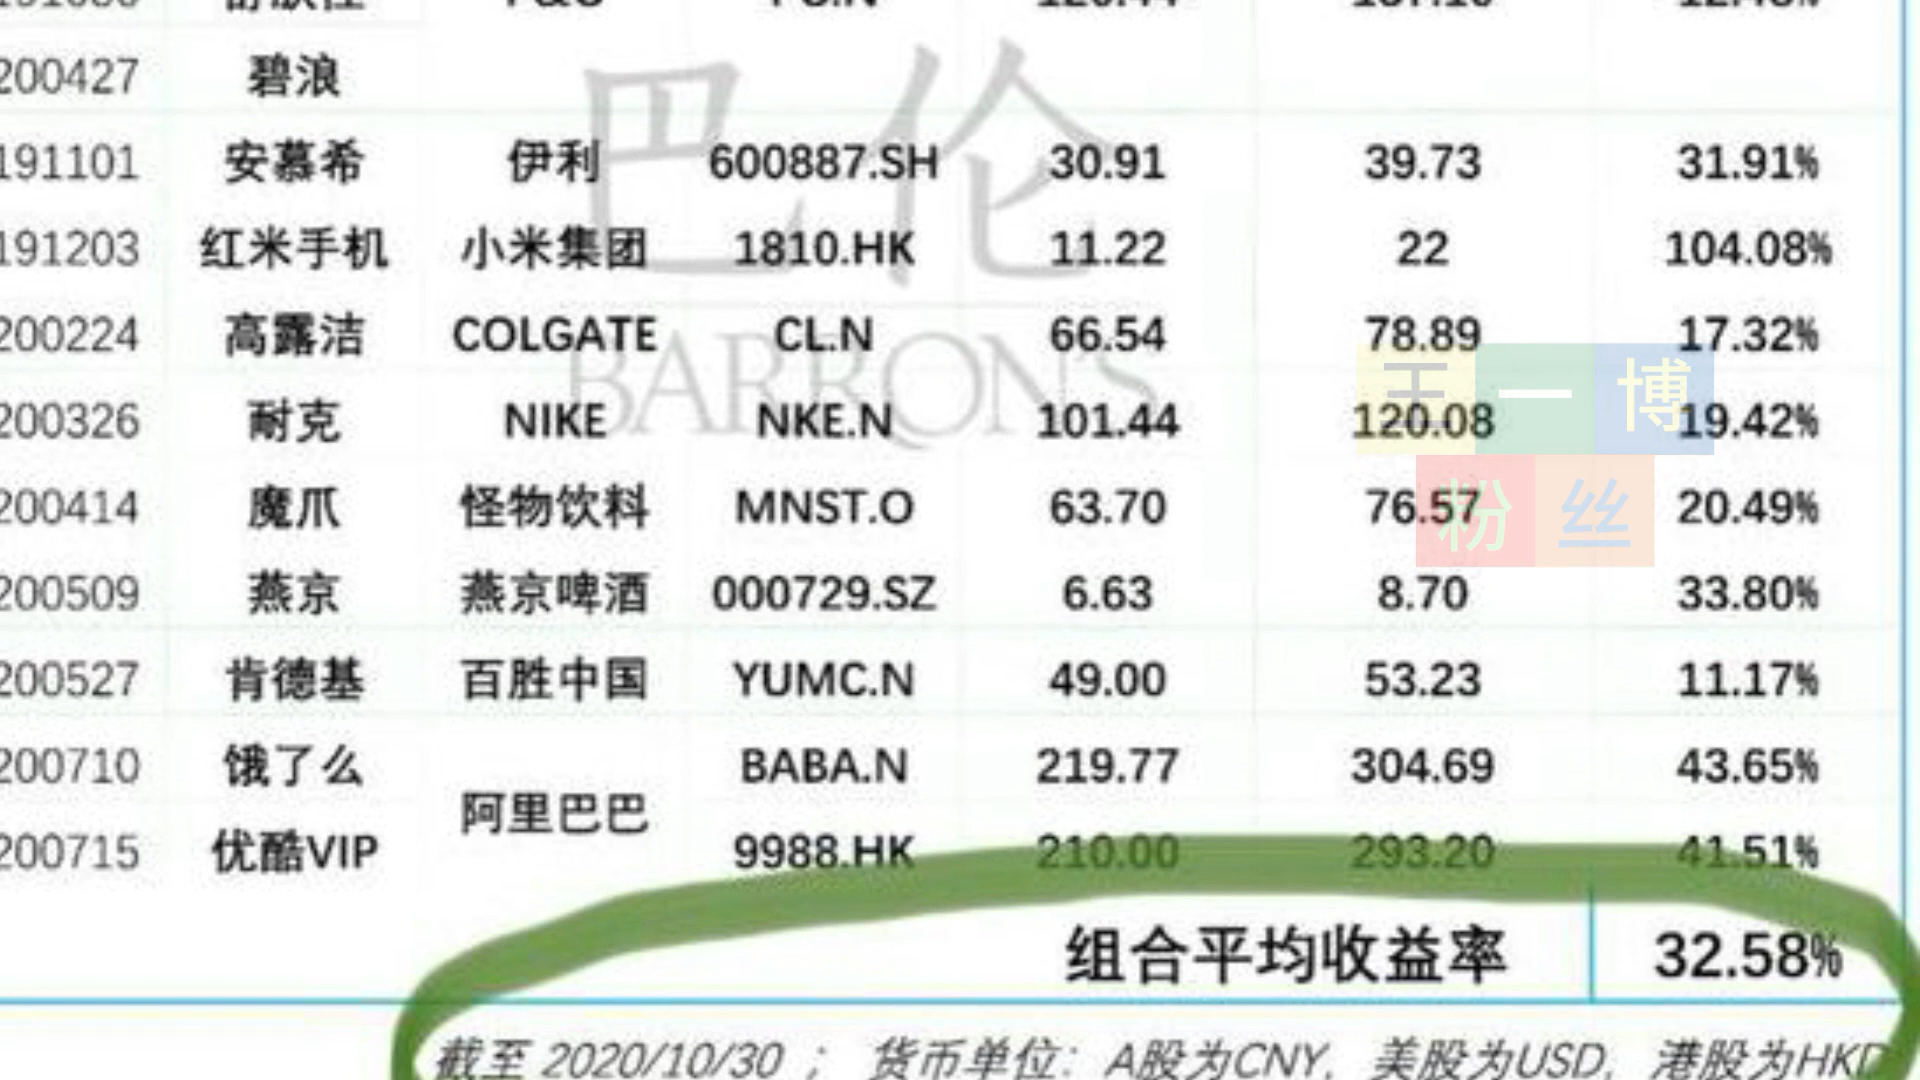 200427 碧浪
191101 安慕希 伊利 600887.SH 30.91 39.73 31.91%
191203 红米手机 小米集团 1810.HK 11.22 22 104.08%
200224 高露洁 COLGATE CL.N 66.54 78.89 17.32%
200326 耐克 NIKE NKE.N 101.44 120.08 19.42%
200414 魔爪 怪物饮料 MNST.O 63.70 76.57 20.49%
200509 燕京 燕京啤酒 000729.SZ 6.63 8.70 33.80%
200527 肯德基 百胜中国 YUMC.N 49.00 53.23 11.17%
200710 饿了么 BABA.N 219.77 304.69 43.65%
阿里巴巴
200715 优酷VIP 9988.HK 210.00 293.20 41.51%
组合平均收益率 32.58%
截至 2020/10/30 ； 货币单位：A股为CNY, 美股为USD, 港股为HKD
巴伦
BARRON'S
王一博
粉丝